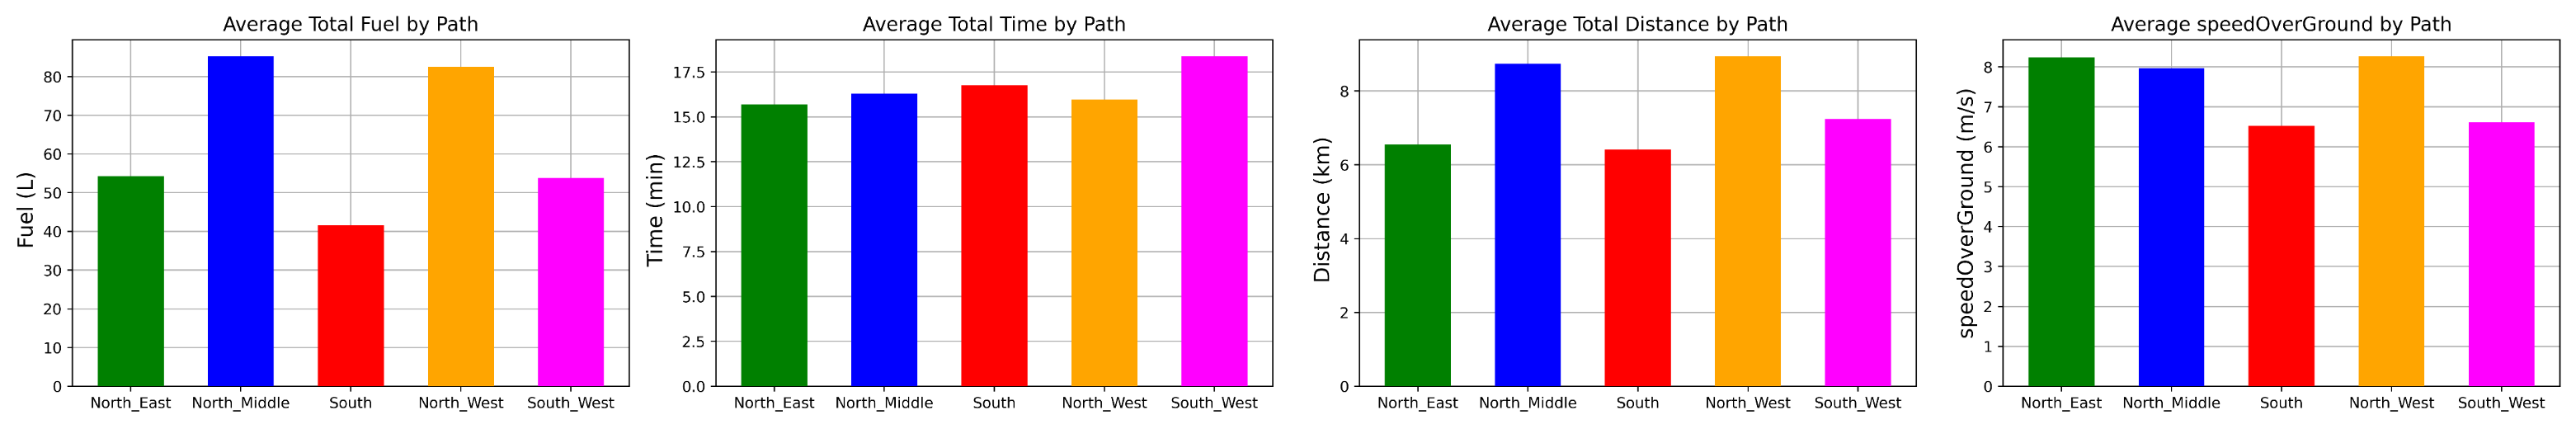 Average Total Fuel by Path
Fuel (L)
80
70
60
50
40
30
20
10
0
North_East North_Middle South North_West South_West
Average Total Time by Path
Time (min)
17.5
15.0
12.5
10.0
7.5
5.0
2.5
0.0
North_East North_Middle South North_West South_West
Average Total Distance by Path
Distance (km)
8
6
4
2
0
North_East North_Middle South North_West South_West
Average speedOverGround by Path
speedOverGround (m/s)
8
7
6
5
4
3
2
1
0
North_East North_Middle South North_West South_West